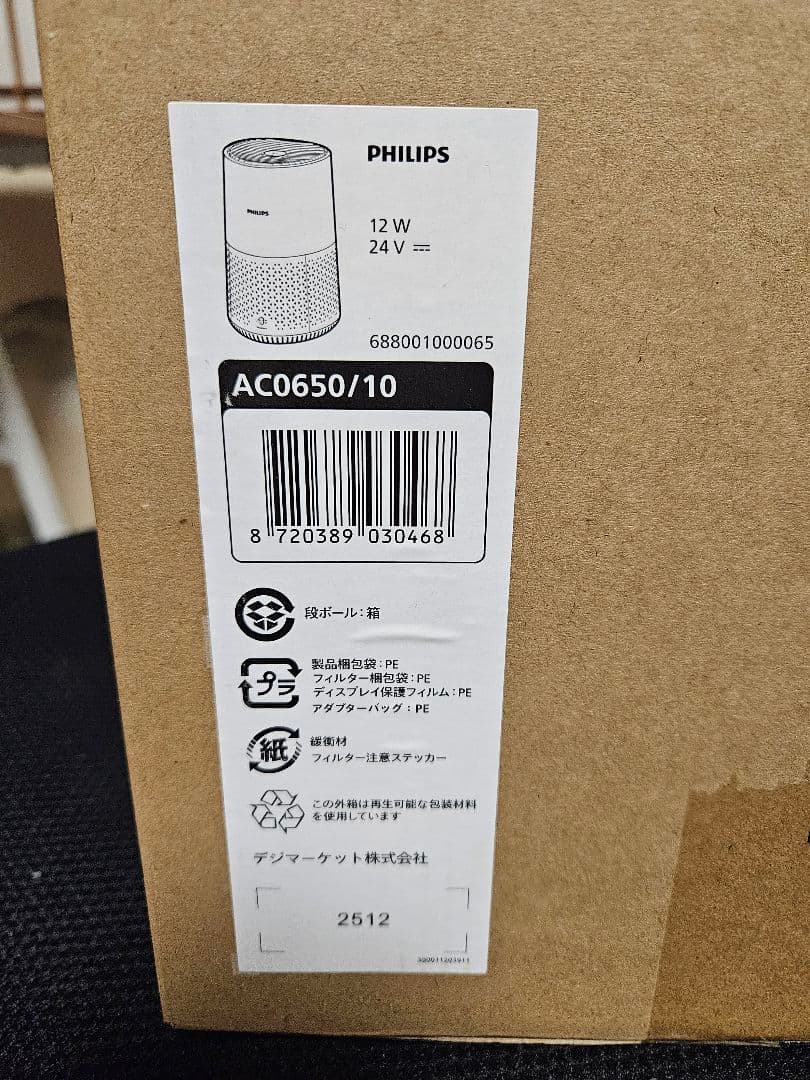 PHILIPS
PHILIPS
12 W
24 V ⎓
688001000065
AC0650/10
8 720389 030468
段ボール：箱
プラ
製品梱包袋：PE
フィルター梱包袋：PE
ディスプレイ保護フィルム：PE
アダプターバッグ：PE
紙
緩衝材
フィルター注意ステッカー
この外箱は再生可能な包装材料
を使用しています
デジマーケット株式会社
2512
300011203911